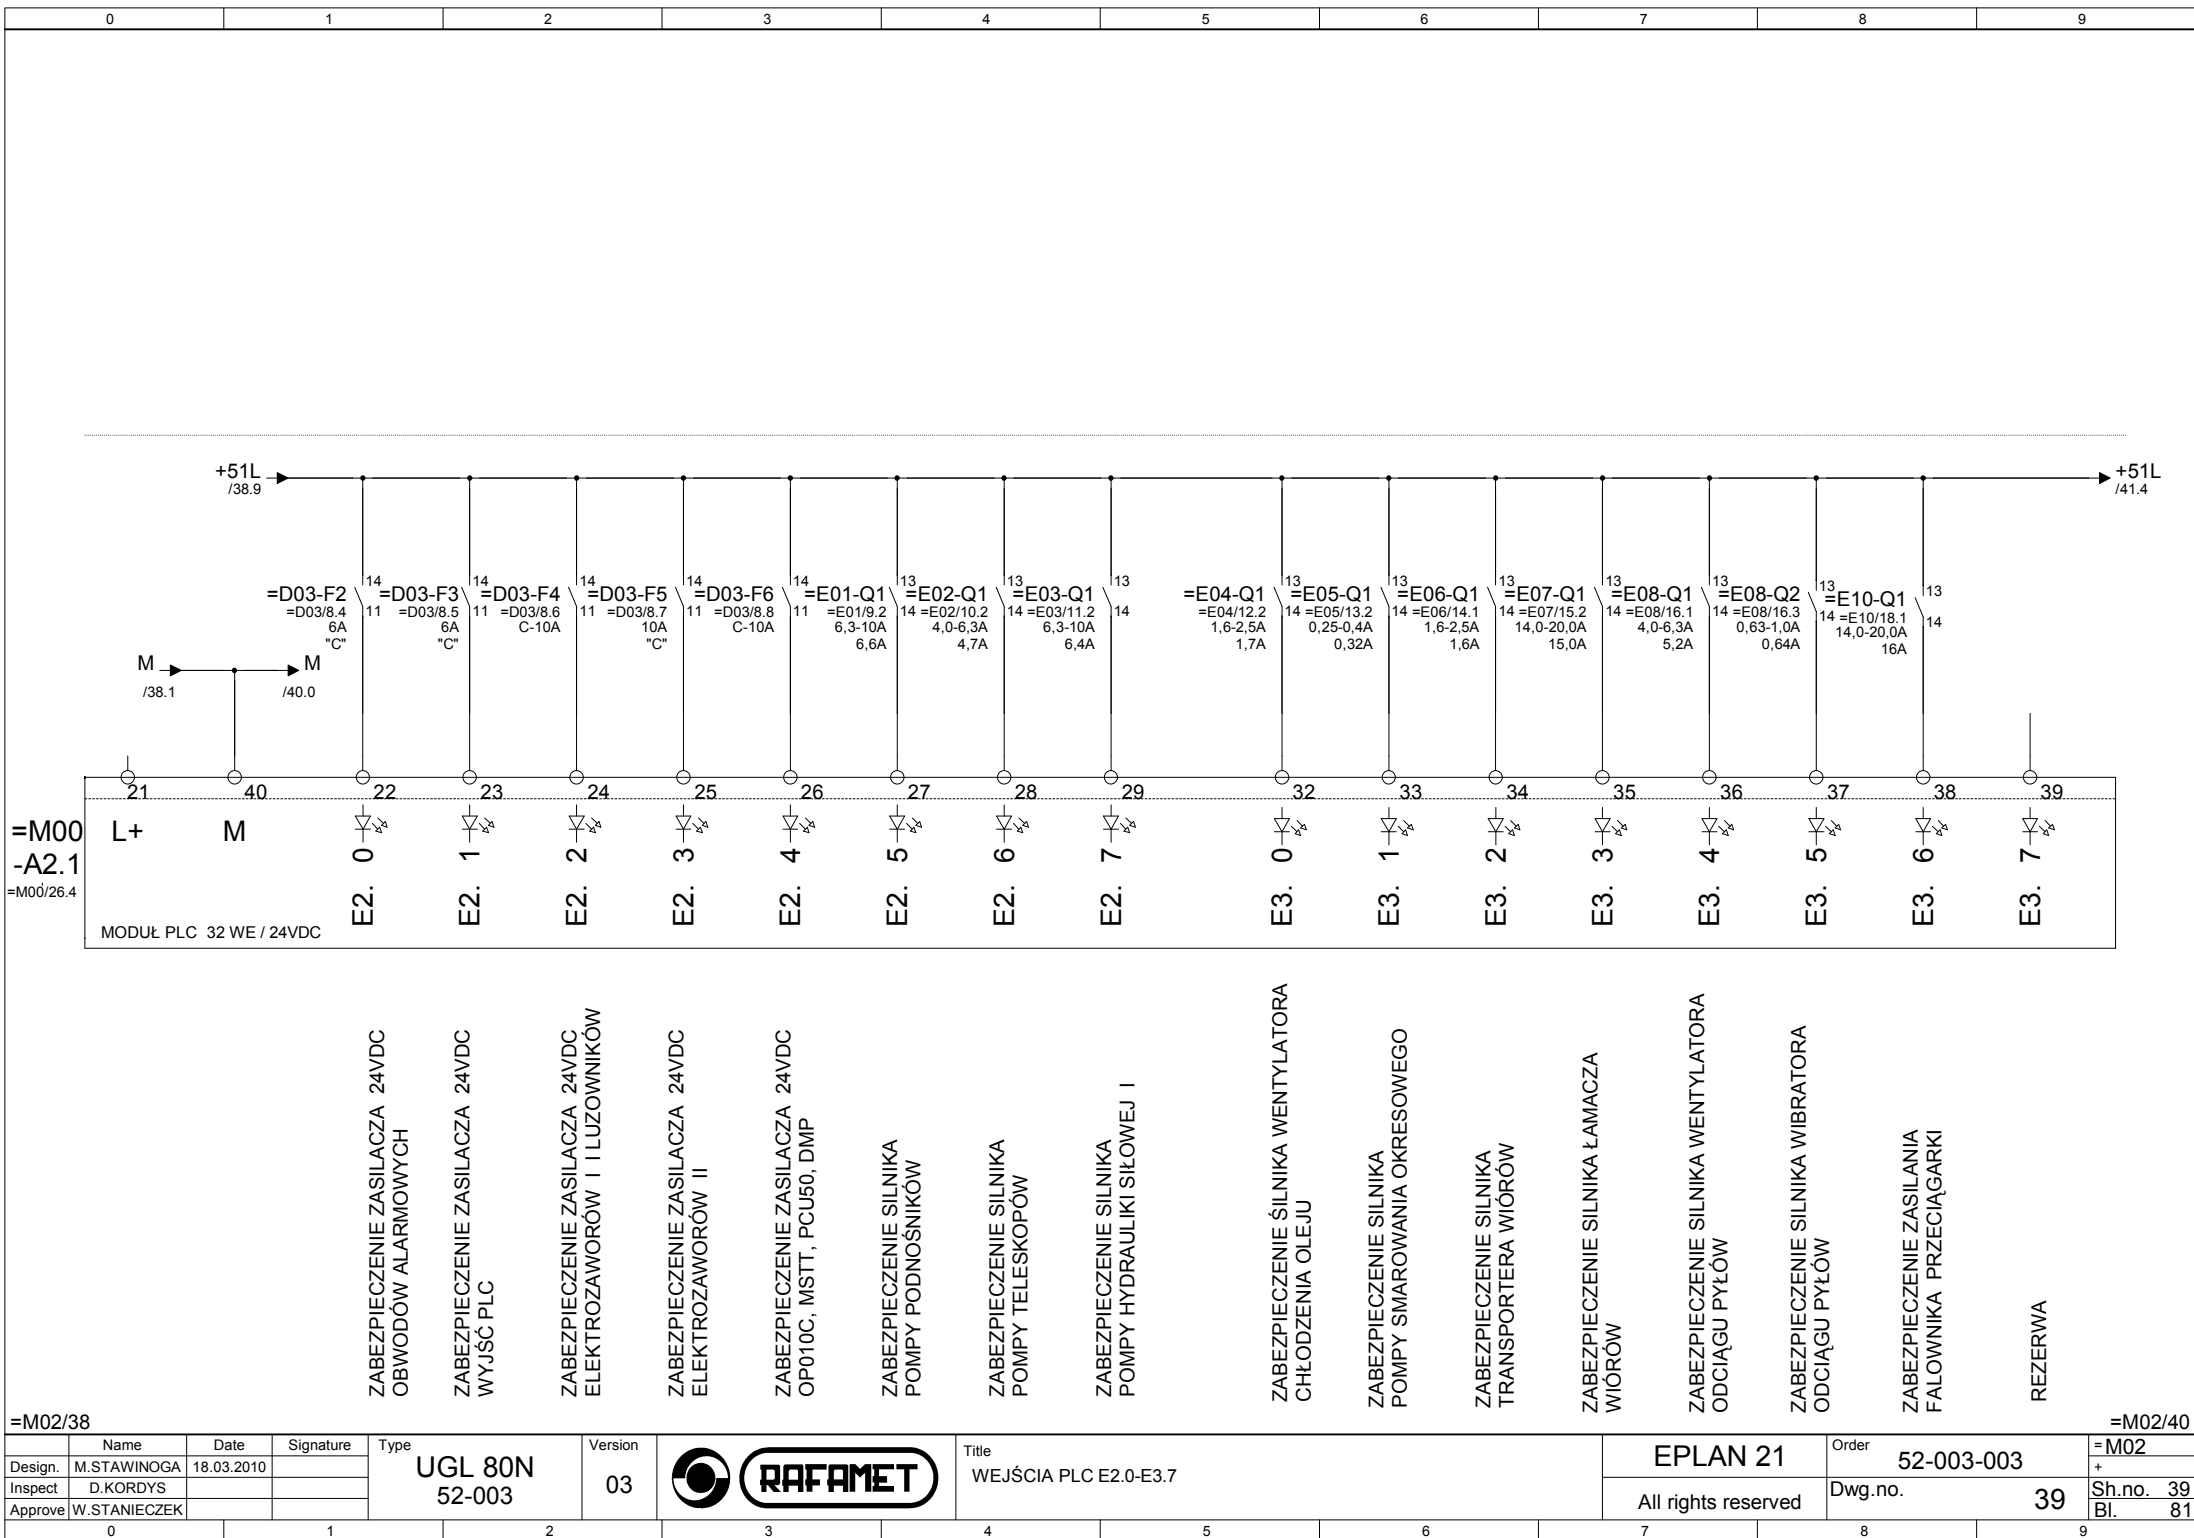 0 1 2 3 4 5 6 7 8 9
+51L
/38.9
+51L
/41.4
=D03-F2
=D03/8.4
6A
"C"
14
11
=D03-F3
=D03/8.5
6A
"C"
14
11
=D03-F4
=D03/8.6
C-10A
14
11
=D03-F5
=D03/8.7
10A
"C"
14
11
=D03-F6
=D03/8.8
C-10A
14
11
=E01-Q1
=E01/9.2
6,3-10A
6,6A
13
14
=E02-Q1
=E02/10.2
4,0-6,3A
4,7A
13
14
=E03-Q1
=E03/11.2
6,3-10A
6,4A
13
14
=E04-Q1
=E04/12.2
1,6-2,5A
1,7A
13
14
=E05-Q1
=E05/13.2
0,25-0,4A
0,32A
13
14
=E06-Q1
=E06/14.1
1,6-2,5A
1,6A
13
14
=E07-Q1
=E07/15.2
14,0-20,0A
15,0A
13
14
=E08-Q1
=E08/16.1
4,0-6,3A
5,2A
13
14
=E08-Q2
=E08/16.3
0,63-1,0A
0,64A
13
14
=E10-Q1
=E10/18.1
14,0-20,0A
16A
13
14
M
/38.1
M
/40.0
21 40 22 23 24 25 26 27 28 29 32 33 34 35 36 37 38 39
=M00
-A2.1
=M00/26.4
L+ M
E2. 0
E2. 1
E2. 2
E2. 3
E2. 4
E2. 5
E2. 6
E2. 7
E3. 0
E3. 1
E3. 2
E3. 3
E3. 4
E3. 5
E3. 6
E3. 7
MODUŁ PLC 32 WE / 24VDC
ZABEZPIECZENIE ZASILACZA 24VDC
OBWODÓW ALARMOWYCH
ZABEZPIECZENIE ZASILACZA 24VDC
WYJŚĆ PLC
ZABEZPIECZENIE ZASILACZA 24VDC
ELEKTROZAWORÓW I I LUZOWNIKÓW
ZABEZPIECZENIE ZASILACZA 24VDC
ELEKTROZAWORÓW II
ZABEZPIECZENIE ZASILACZA 24VDC
OP010C, MSTT, PCU50, DMP
ZABEZPIECZENIE SILNIKA
POMPY PODNOŚNIKÓW
ZABEZPIECZENIE SILNIKA
POMPY TELESKOPÓW
ZABEZPIECZENIE SILNIKA
POMPY HYDRAULIKI SIŁOWEJ I
ZABEZPIECZENIE ŚILNIKA WENTYLATORA
CHŁODZENIA OLEJU
ZABEZPIECZENIE SILNIKA
POMPY SMAROWANIA OKRESOWEGO
ZABEZPIECZENIE SILNIKA
TRANSPORTERA WIÓRÓW
ZABEZPIECZENIE SILNIKA ŁAMACZA
WIÓRÓW
ZABEZPIECZENIE SILNIKA WENTYLATORA
ODCIĄGU PYŁÓW
ZABEZPIECZENIE SILNIKA WIBRATORA
ODCIĄGU PYŁÓW
ZABEZPIECZENIE ZASILANIA
FALOWNIKA PRZECIĄGARKI
REZERWA
=M02/38
=M02/40
Name Date Signature
Design. M.STAWINOGA 18.03.2010
Inspect D.KORDYS
Approve W.STANIECZEK
Type
UGL 80N
52-003
Version
03
RAFAMET
Title
WEJŚCIA PLC E2.0-E3.7
EPLAN 21
All rights reserved
Order
52-003-003
Dwg.no.
39
=M02
+
Sh.no. 39
Bl. 81
0 1 2 3 4 5 6 7 8 9